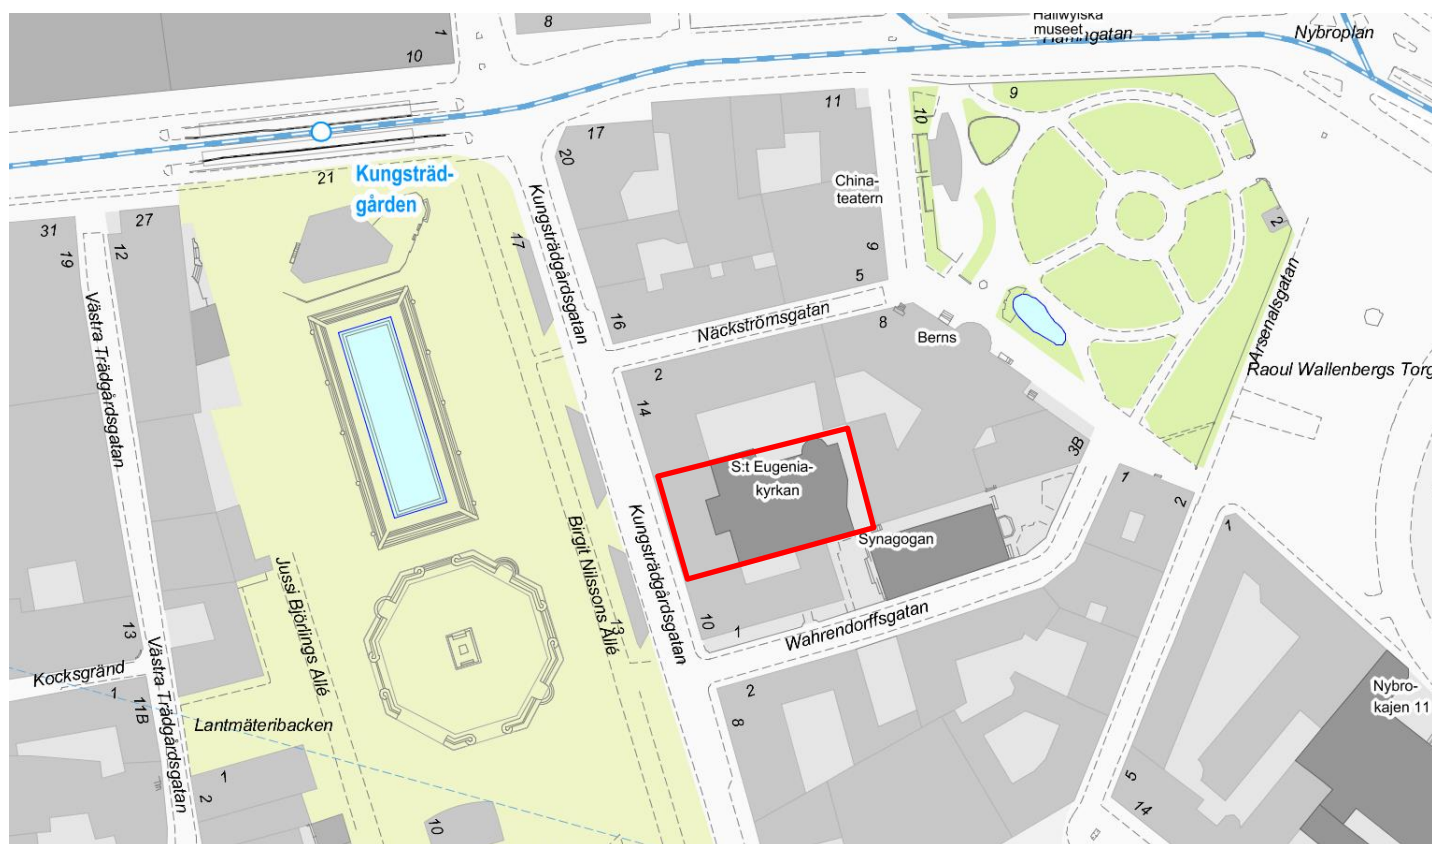 8
Hallwylska
museet
Hamngatan
Nybroplan
1
10
11
9
10
17
20
21
Kungsträd-
gården
China-
teatern
31
19
27
12
17
Kungsträdgårdsgatan
9
5
2
16
Näckströmsgatan
8
Berns
Arsenalsgatan
Raoul Wallenbergs Torg
Västra Trädgårdsgatan
2
14
3B
S:t Eugenia-
kyrkan
1
2
1
Synagogan
Kungsträdgårdsgatan
Birgit Nilssons Allé
Jussi Björlings Allé
13
10
1
Wahrendorffsgatan
13
Kocksgränd
1
11B
Västra Trädgårdsgatan
Lantmäteribacken
2
8
Nybro-
kajen 11
1
2
10
5
14